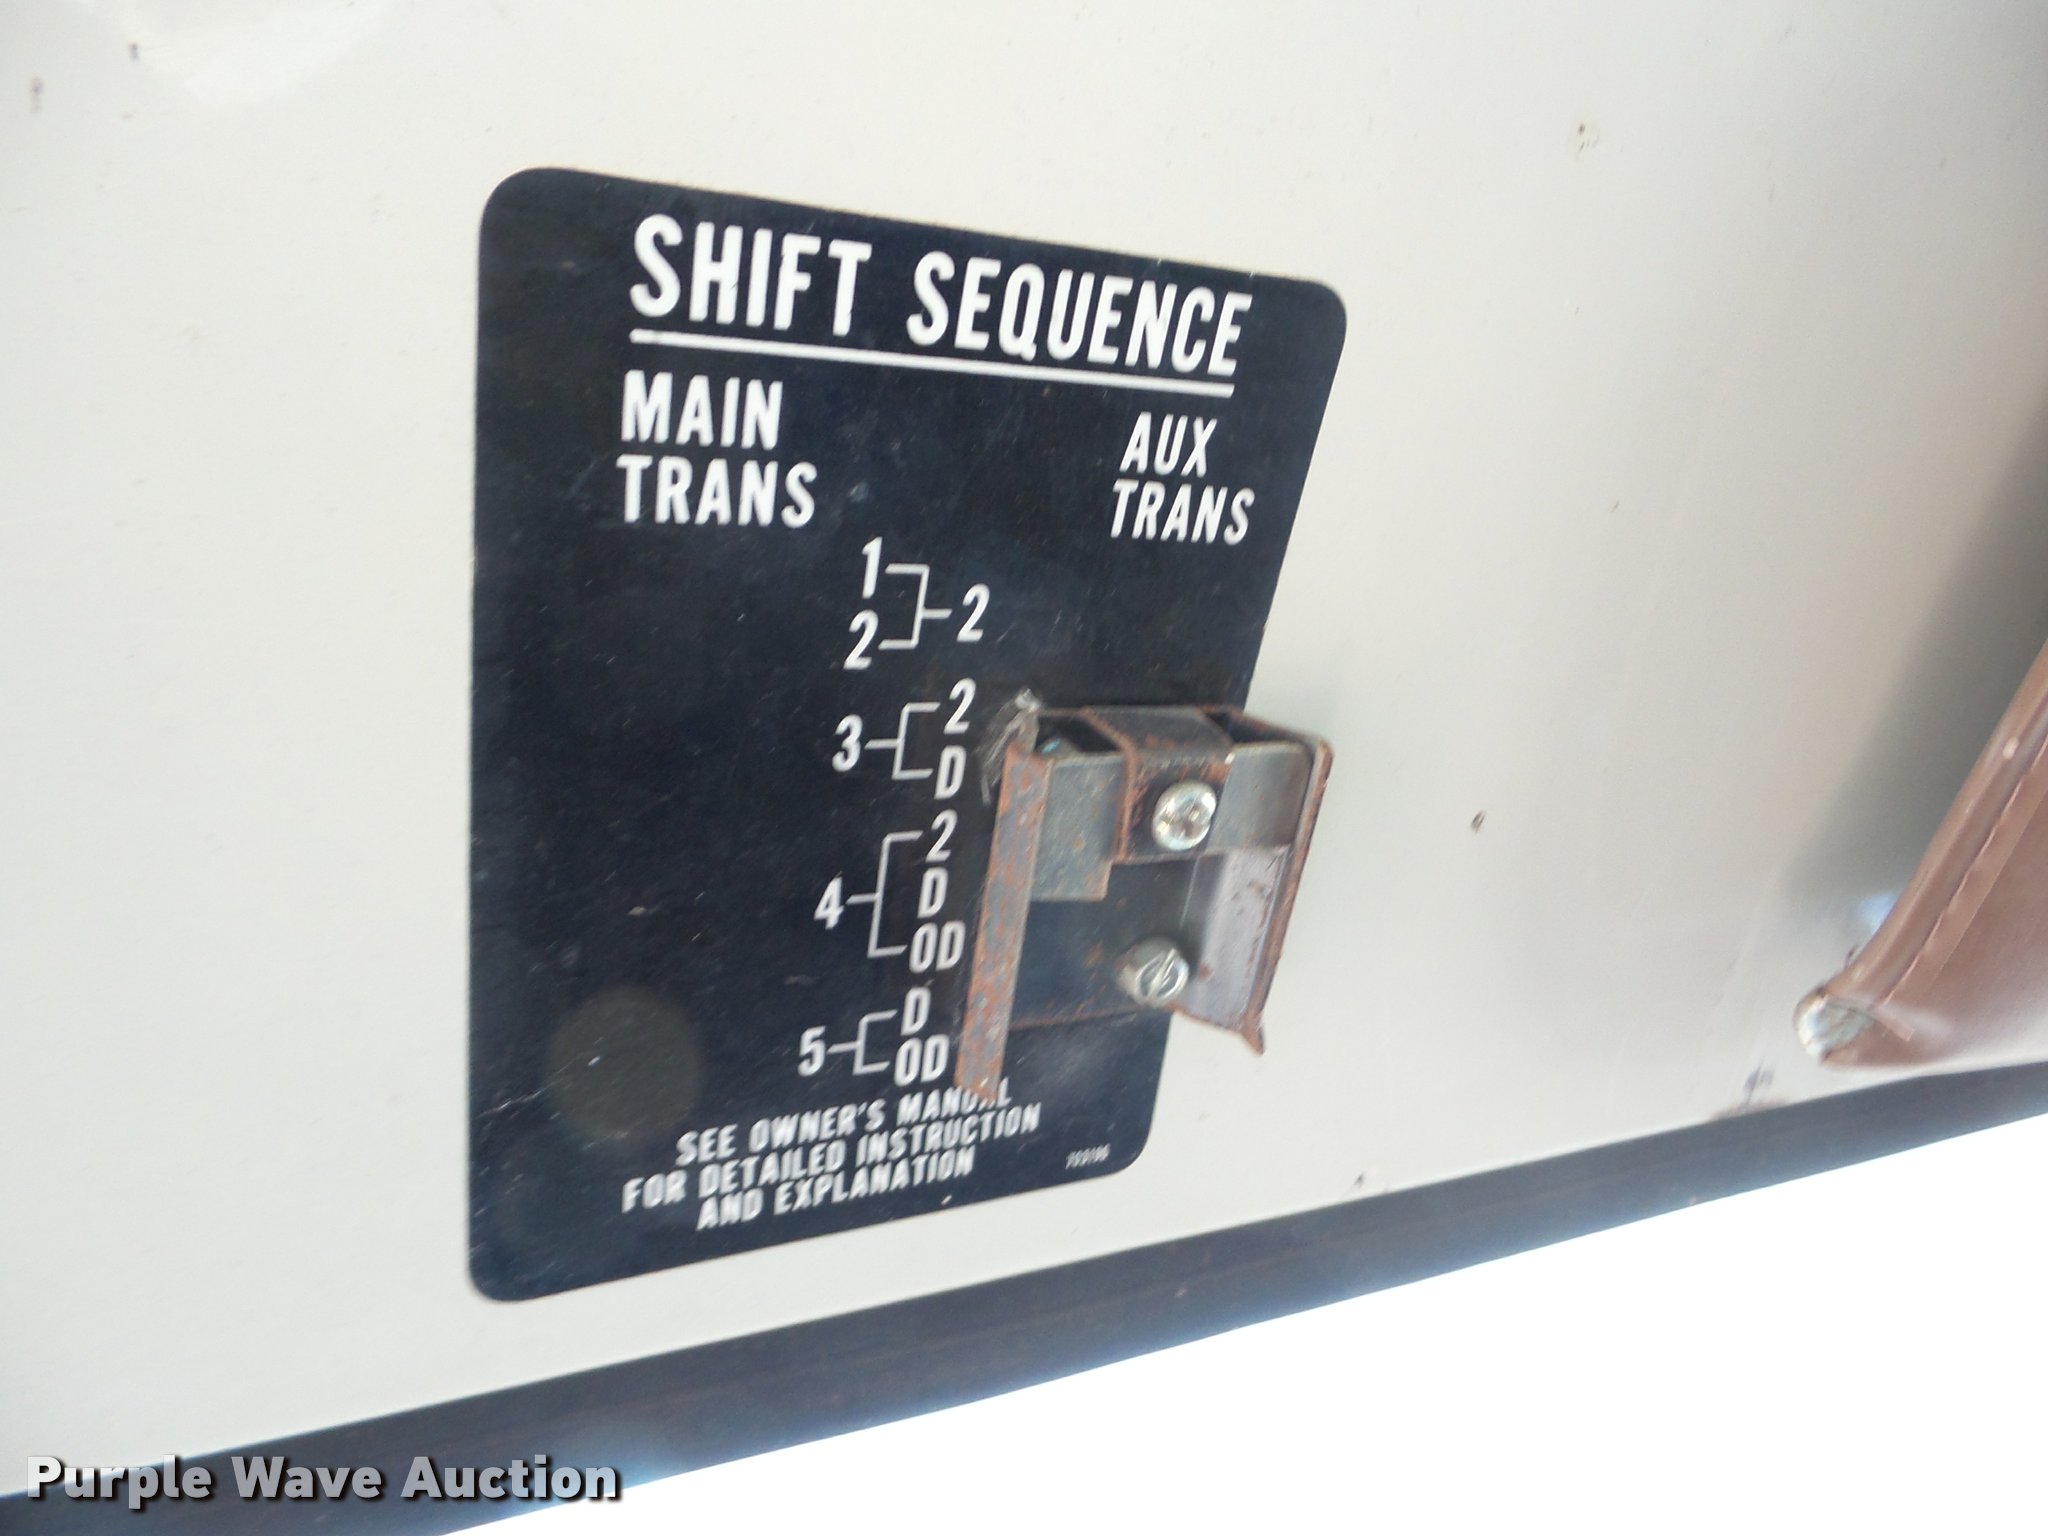 SHIFT SEQUENCE
MAIN TRANS
AUX TRANS
1
2
2
3
2
D
4
2
D
OD
5
D
OD
SEE OWNER'S MANUAL
FOR DETAILED INSTRUCTION
AND EXPLANATION
Purple Wave Auction